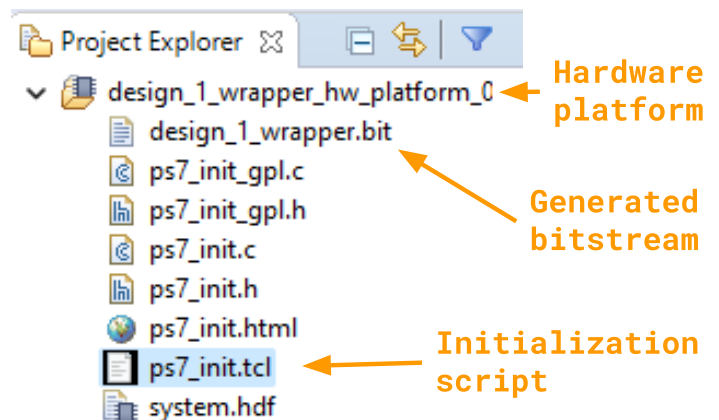 Project Explorer
design_1_wrapper_hw_platform_0
Hardware
platform
design_1_wrapper.bit
ps7_init_gpl.c
ps7_init_gpl.h
Generated
bitstream
ps7_init.c
ps7_init.h
ps7_init.html
ps7_init.tcl
Initialization
script
system.hdf